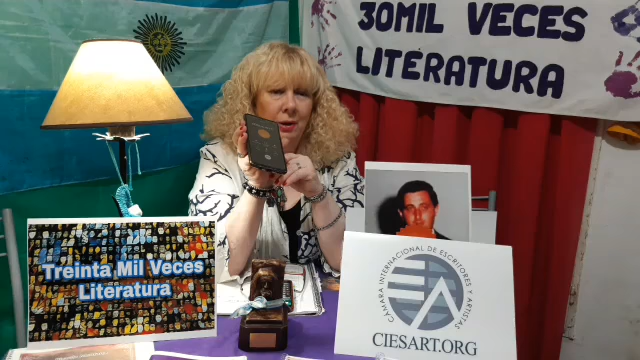 30MIL VECES
LITERATURA
Treinta Mil Veces
Literatura
CÁMARA INTERNACIONAL DE ESCRITORES Y ARTISTAS
CIESART.ORG